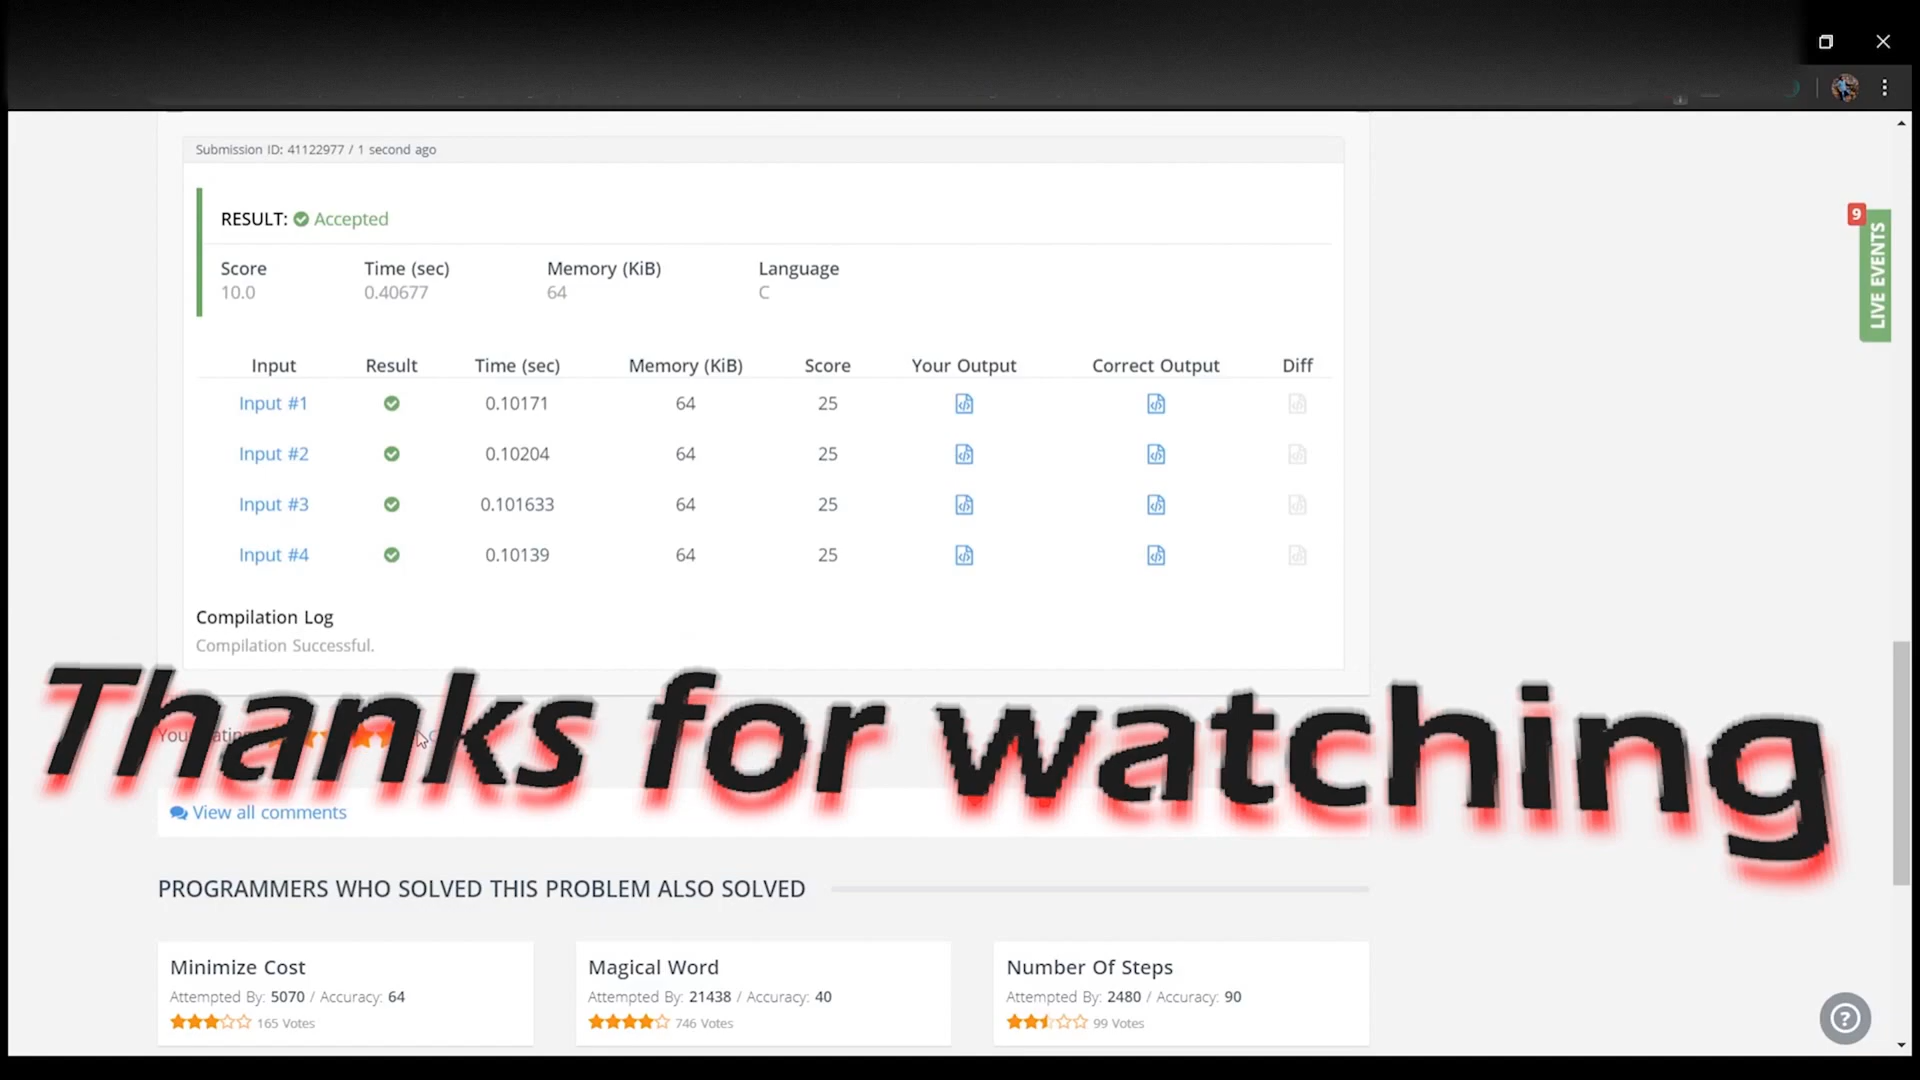 Submission ID: 41122977 / 1 second ago
RESULT: Accepted
Score Time (sec) Memory (KiB) Language
10.0 0.40677 64 C
Input Result Time (sec) Memory (KiB) Score Your Output Correct Output Diff
Input #1 0.10171 64 25
Input #2 0.10204 64 25
Input #3 0.101633 64 25
Input #4 0.10139 64 25
Compilation Log
Compilation Successful.
Thanks for watching
View all comments
PROGRAMMERS WHO SOLVED THIS PROBLEM ALSO SOLVED
Minimize Cost
Attempted By: 5070 / Accuracy: 64
165 Votes
Magical Word
Attempted By: 21438 / Accuracy: 40
746 Votes
Number Of Steps
Attempted By: 2480 / Accuracy: 90
99 Votes
9
LIVE EVENTS
?